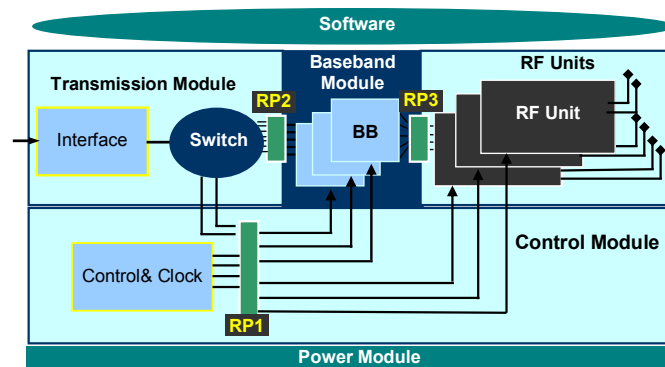 Software
Transmission Module
Baseband
Module
RF Units
RP2
RP3
Interface
Switch
BB
RF Unit
Control Module
Control& Clock
RP1
Power Module